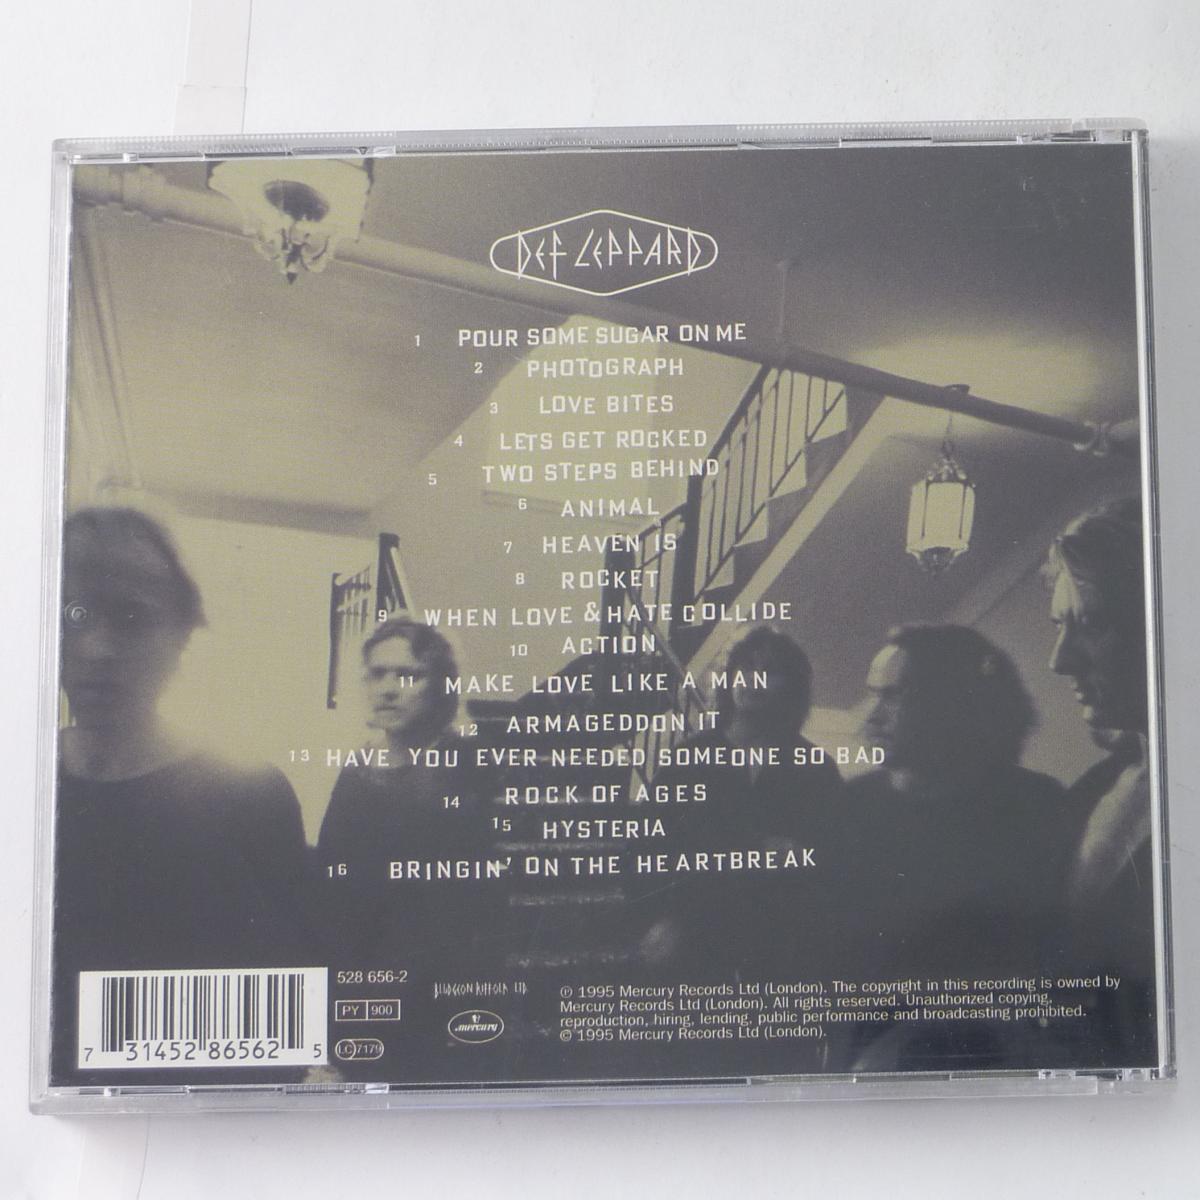 DEF LEPPARD
1 POUR SOME SUGAR ON ME
2 PHOTOGRAPH
3 LOVE BITES
4 LETS GET ROCKED
5 TWO STEPS BEHIND
6 ANIMAL
7 HEAVEN IS
8 ROCKET
9 WHEN LOVE & HATE COLLIDE
10 ACTION
11 MAKE LOVE LIKE A MAN
12 ARMAGEDDON IT
13 HAVE YOU EVER NEEDED SOMEONE SO BAD
14 ROCK OF AGES
15 HYSTERIA
16 BRINGIN' ON THE HEARTBREAK
7 31452 86562 5
528 656-2
PY 900
LC 7179
BLUDGEON RIFFOLA LTD.
mercury
℗ 1995 Mercury Records Ltd (London). The copyright in this recording is owned by
Mercury Records Ltd (London). All rights reserved. Unauthorized copying,
reproduction, hiring, lending, public performance and broadcasting prohibited.
© 1995 Mercury Records Ltd (London).